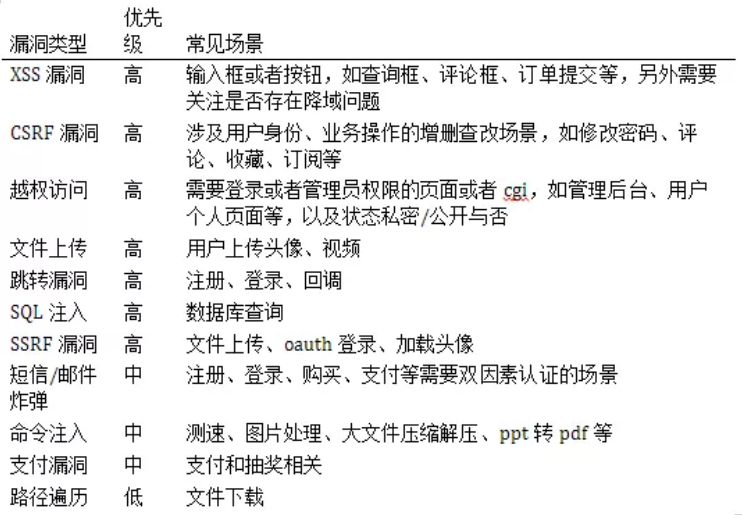 漏洞类型 优先级 常见场景
XSS 漏洞 高 输入框或者按钮，如查询框、评论框、订单提交等，另外需要
关注是否存在降域问题
CSRF 漏洞 高 涉及用户身份、业务操作的增删查改场景，如修改密码、评
论、收藏、订阅等
越权访问 高 需要登录或者管理员权限的页面或者 cgi，如管理后台、用户
个人页面等，以及状态私密/公开与否
文件上传 高 用户上传头像、视频
跳转漏洞 高 注册、登录、回调
SQL 注入 高 数据库查询
SSRF 漏洞 高 文件上传、oauth 登录、加载头像
短信/邮件 中 注册、登录、购买、支付等需要双因素认证的场景
炸弹
命令注入 中 测速、图片处理、大文件压缩解压、ppt 转 pdf 等
支付漏洞 中 支付和抽奖相关
路径遍历 低 文件下载